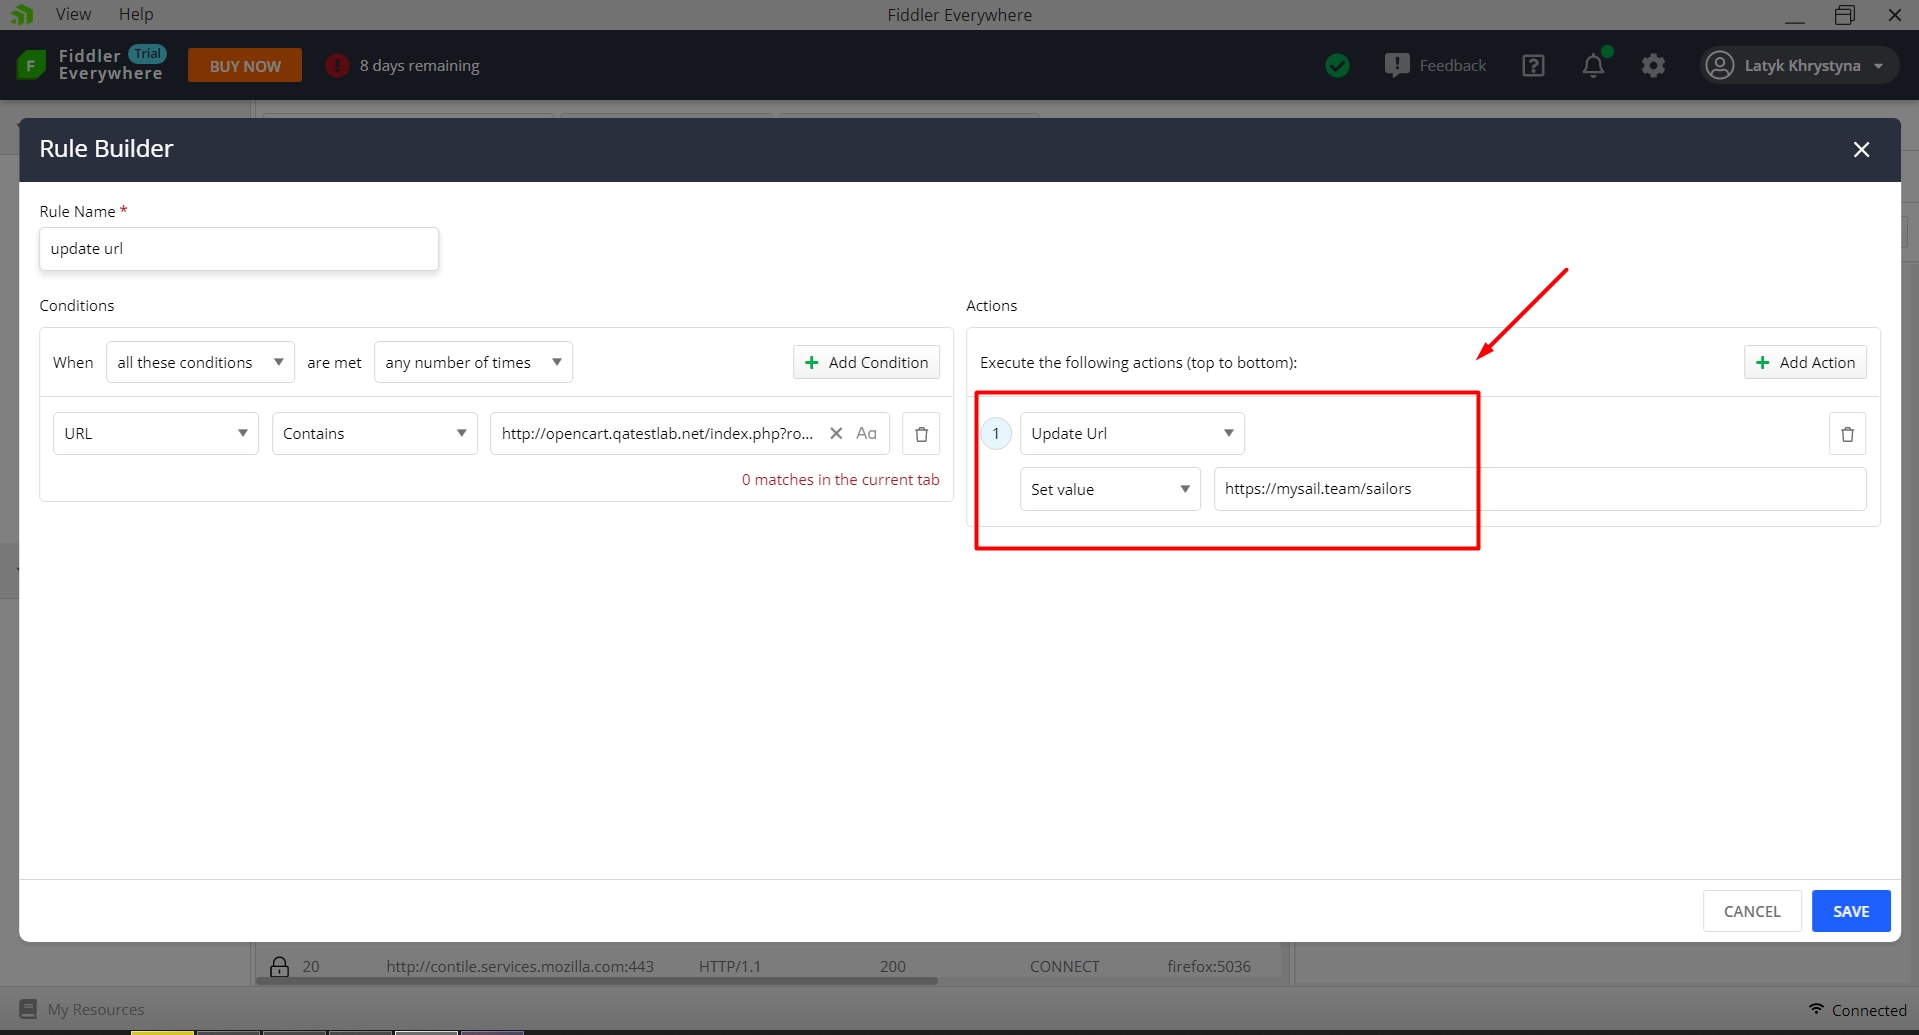 View Help Fiddler Everywhere
Fiddler Trial
Everywhere
BUY NOW
8 days remaining
Feedback
Latyk Khrystyna
Rule Builder
Rule Name *
update url
Conditions
When all these conditions are met any number of times + Add Condition
URL Contains http://opencart.qatestlab.net/index.php?ro... Aa
0 matches in the current tab
Actions
Execute the following actions (top to bottom): + Add Action
1 Update Url
Set value https://mysail.team/sailors
CANCEL SAVE
20 http://contile.services.mozilla.com:443 HTTP/1.1 200 CONNECT firefox:5036
My Resources
Connected